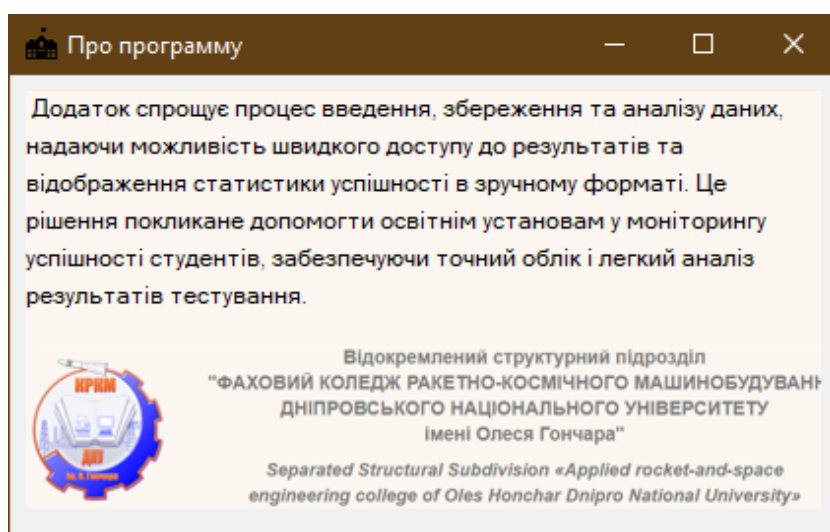 Про программу
Додаток спрощує процес введення, збереження та аналізу даних,
надаючи можливість швидкого доступу до результатів та
відображення статистики успішності в зручному форматі. Це
рішення покликане допомогти освітнім установам у моніторингу
успішності студентів, забезпечуючи точний облік і легкий аналіз
результатів тестування.
Відокремлений структурний підрозділ
"ФАХОВИЙ КОЛЕДЖ РАКЕТНО-КОСМІЧНОГО МАШИНОБУДУВАНН
ДНІПРОВСЬКОГО НАЦІОНАЛЬНОГО УНІВЕРСИТЕТУ
імені Олеся Гончара"
Separated Structural Subdivision «Applied rocket-and-space
engineering college of Oles Honchar Dnipro National University»
КРКМ
ДНУ
ім. О. Гончара